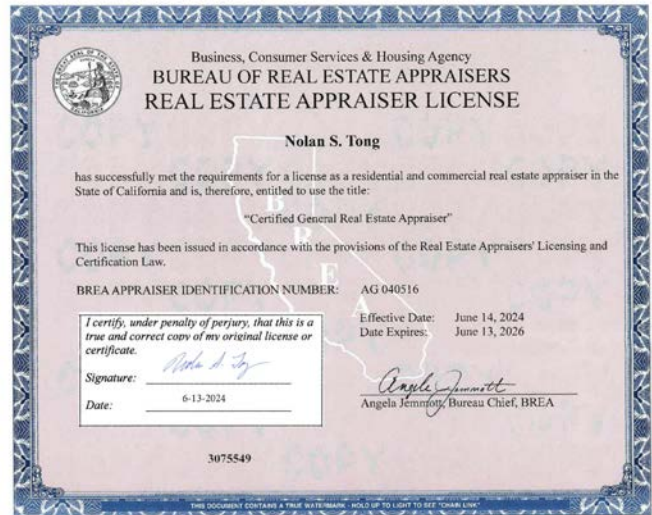 Business, Consumer Services & Housing Agency
BUREAU OF REAL ESTATE APPRAISERS
REAL ESTATE APPRAISER LICENSE
Nolan S. Tong
has successfully met the requirements for a license as a residential and commercial real estate appraiser in the
State of California and is, therefore, entitled to use the title:
"Certified General Real Estate Appraiser"
This license has been issued in accordance with the provisions of the Real Estate Appraisers' Licensing and
Certification Law.
BREA APPRAISER IDENTIFICATION NUMBER: AG 040516
I certify, under penalty of perjury, that this is a
true and correct copy of my original license or
certificate.
Signature: Nolan S. Tong
Date: 6-13-2024
Effective Date: June 14, 2024
Date Expires: June 13, 2026
Angela Jemmott
Angela Jemmott, Bureau Chief, BREA
3075549
THIS DOCUMENT CONTAINS A TRUE WATERMARK - HOLD UP TO LIGHT TO SEE "CHAIN LINK"
B
R
E
A